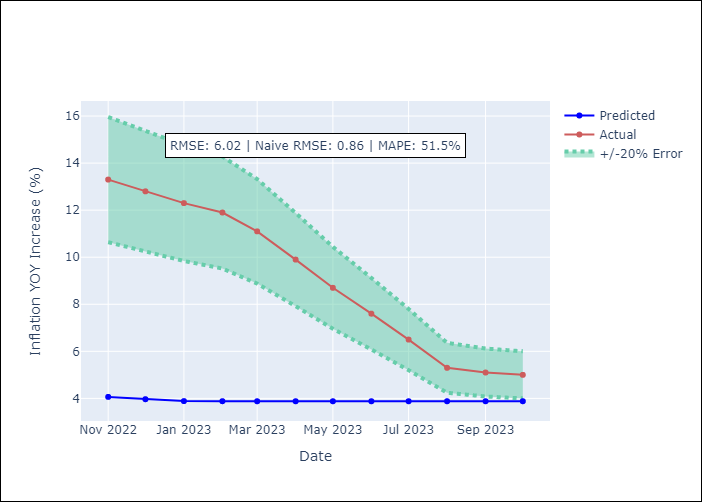 RMSE: 6.02 | Naive RMSE: 0.86 | MAPE: 51.5%
Predicted
Actual
+/-20% Error
Inflation YOY Increase (%)
16
14
12
10
8
6
4
Nov 2022
Jan 2023
Mar 2023
May 2023
Jul 2023
Sep 2023
Date